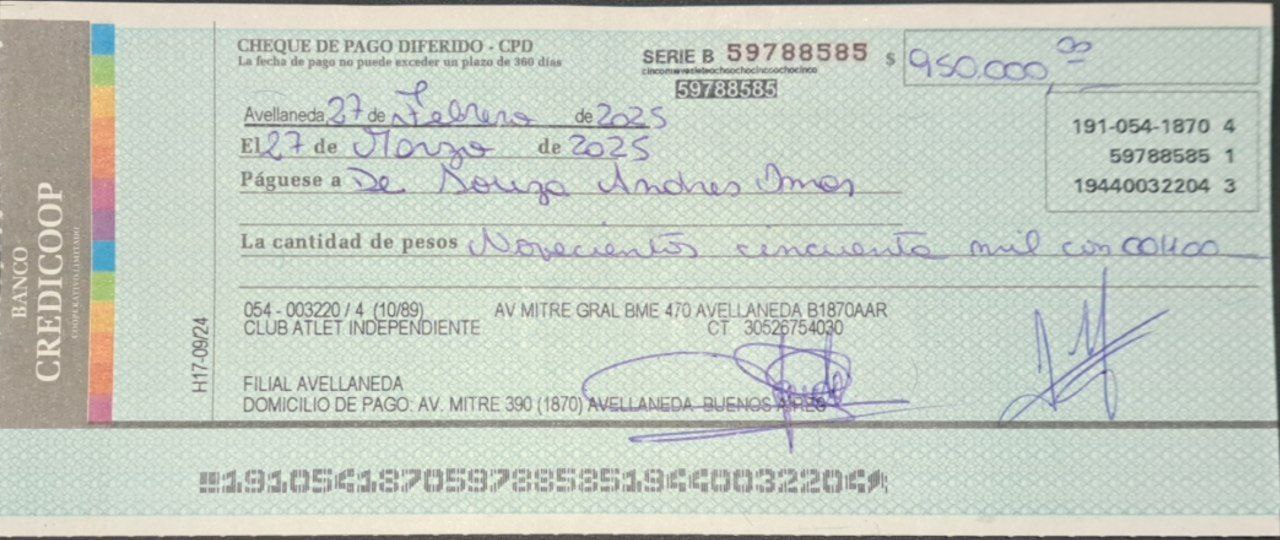 BANCO
CREDICOOP
COOPERATIVO LIMITADO
CHEQUE DE PAGO DIFERIDO - CPD
La fecha de pago no puede exceder un plazo de 360 días
SERIE B 59788585
cinconuevesieteochoochocincoochocinco
59788585
$ 950.000,00
Avellaneda, 27 de Febrero de 2025
El 27 de Marzo de 2025
Páguese a De Souza Andres Omar
La cantidad de pesos Novecientos cincuenta mil con 00/100
191-054-1870 4
59788585 1
19440032204 3
054 - 003220 / 4 (10/89) AV MITRE GRAL BME 470 AVELLANEDA B1870AAR
CLUB ATLET INDEPENDIENTE CT 30526754030
FILIAL AVELLANEDA
DOMICILIO DE PAGO: AV. MITRE 390 (1870) AVELLANEDA BUENOS AIRES
H17-09/24
19105418705978858519440032204